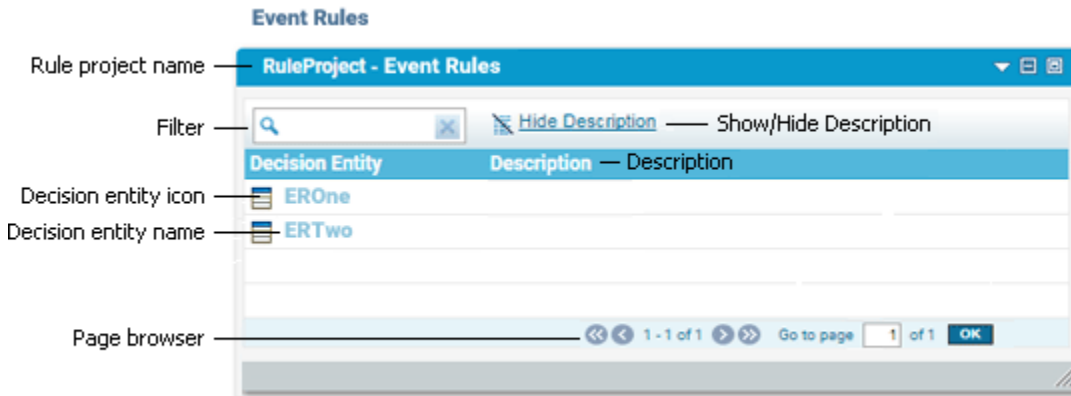 Event Rules
Rule project name RuleProject - Event Rules
Filter Hide Description Show/Hide Description
Decision Entity Description Description
Decision entity icon EROne
Decision entity name ERTwo
Page browser 1 - 1 of 1 Go to page 1 of 1 OK